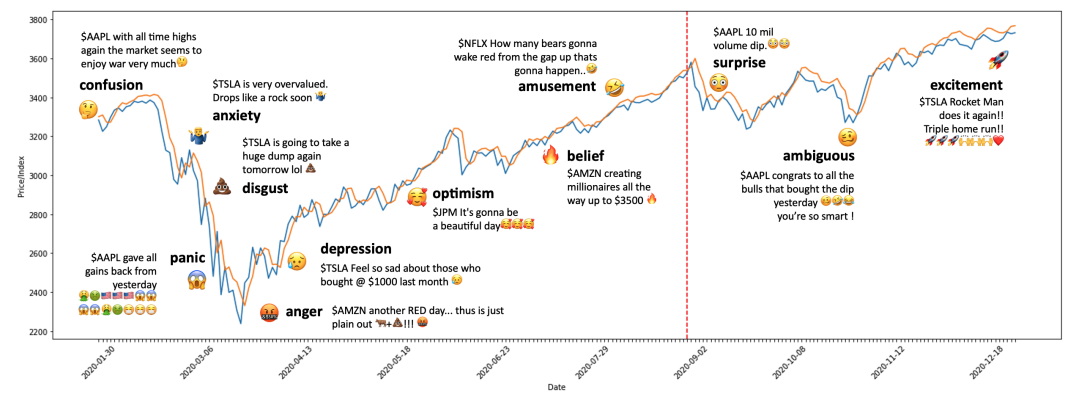 3800
3600
3400
3200
3000
2800
2600
2400
2200
Price/Index
$AAPL with all time highs
again the market seems to
enjoy war very much🤔
confusion
$TSLA is very overvalued.
Drops like a rock soon 🤷‍♂️
anxiety
$TSLA is going to take a
huge dump again
tomorrow lol 💩
disgust
$AAPL gave all
gains back from
yesterday
🤮🤢🇺🇸🇺🇸🇺🇸😱😱
😱😱🤮🤢😷😷😷
panic
depression
$TSLA Feel so sad about those who
bought @ $1000 last month 😥
anger
$AMZN another RED day... thus is just
plain out 🐂+💩!!! 🤬
optimism
$JPM It's gonna be
a beautiful day🥰🥰🥰
$NFLX How many bears gonna
wake red from the gap up thats
gonna happen..🤣
amusement
belief
$AMZN creating
millionaires all the
way up to $3500 🔥
$AAPL 10 mil
volume dip.😳😳
surprise
ambiguous
$AAPL congrats to all the
bulls that bought the dip
yesterday 🥴🤣😂
you’re so smart !
excitement
$TSLA Rocket Man
does it again!!
Triple home run!!
🚀🚀🚀🙌🙌🙌❤️
2020-01-30
2020-03-06
2020-04-13
2020-05-18
2020-06-23
2020-07-29
2020-09-02
2020-10-08
2020-11-12
2020-12-18
Date